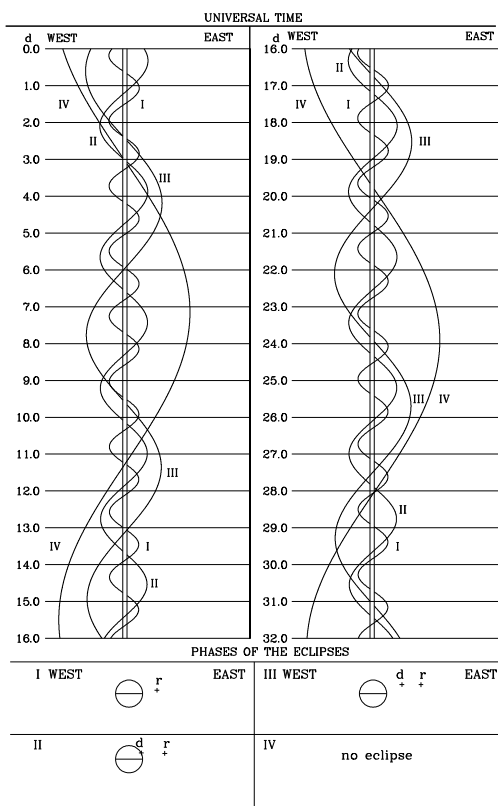 UNIVERSAL TIME
d WEST EAST
0.0
1.0
IV I
2.0
II
3.0
III
4.0
5.0
6.0
7.0
8.0
9.0
10.0
11.0
III
12.0
13.0
IV I
14.0
II
15.0
16.0
d WEST EAST
16.0
II
17.0
IV I
18.0
III
19.0
20.0
21.0
22.0
23.0
24.0
25.0
III IV
26.0
27.0
28.0
II
29.0
I
30.0
31.0
32.0
PHASES OF THE ECLIPSES
I WEST r EAST
+
III WEST d r EAST
+ +
II d r
+ +
IV
no eclipse